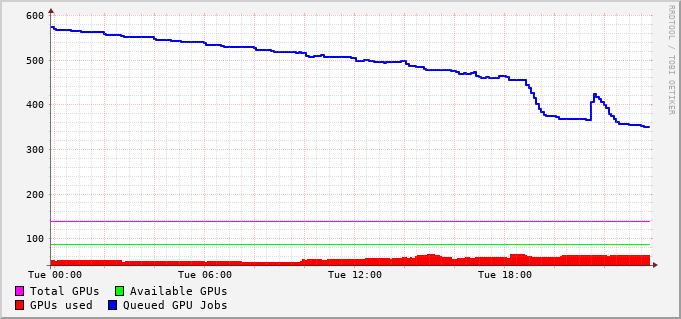 600
500
400
300
200
100
Tue 00:00 Tue 06:00 Tue 12:00 Tue 18:00
Total GPUs Available GPUs
GPUs used Queued GPU Jobs
RRDTOOL / TOBI OETIKER